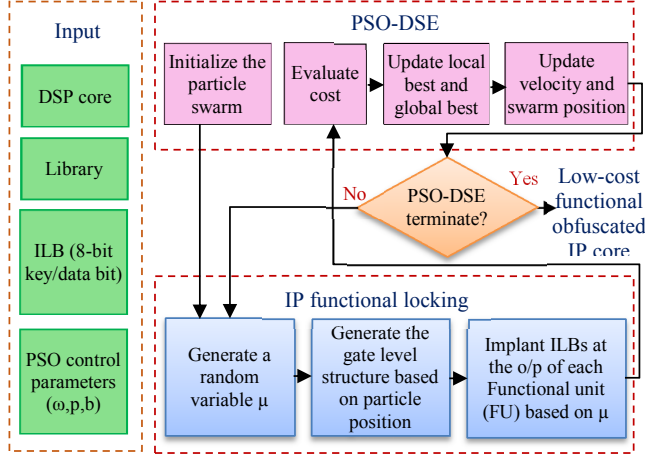 Input
DSP core
Library
ILB (8-bit
key/data bit)
PSO control
parameters
(ω,p,b)
PSO-DSE
Initialize the
particle
swarm
Evaluate
cost
Update local
best and
global best
Update
velocity and
swarm position
No
PSO-DSE
terminate?
Yes
Low-cost
functional
obfuscated
IP core
IP functional locking
Generate a
random
variable μ
Generate the
gate level
structure based
on particle
position
Implant ILBs at
the o/p of each
Functional unit
(FU) based on μ